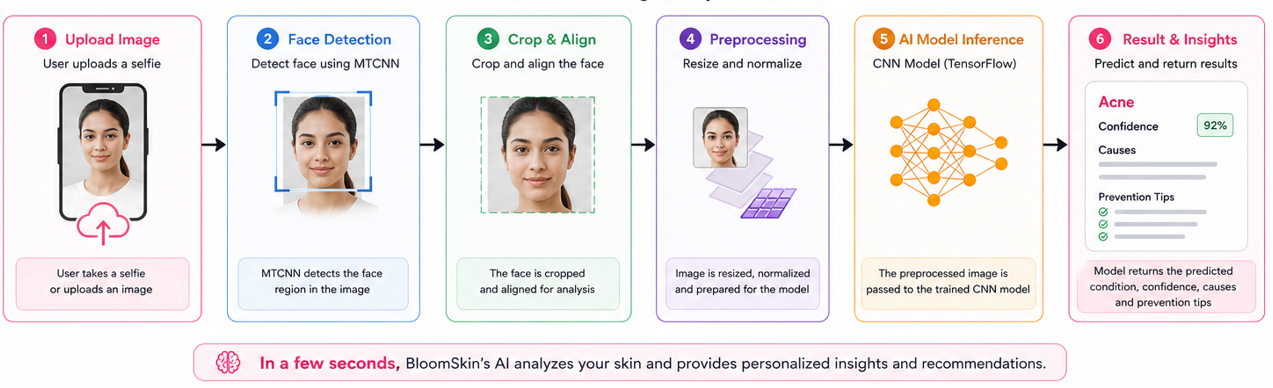 1 Upload Image
User uploads a selfie
User takes a selfie
or uploads an image
2 Face Detection
Detect face using MTCNN
MTCNN detects the face
region in the image
3 Crop & Align
Crop and align the face
The face is cropped
and aligned for analysis
4 Preprocessing
Resize and normalize
Image is resized, normalized
and prepared for the model
5 AI Model Inference
CNN Model (TensorFlow)
The preprocessed image is
passed to the trained CNN model
6 Result & Insights
Predict and return results
Acne
Confidence 92%
Causes
Prevention Tips
Model returns the predicted
condition, confidence, causes
and prevention tips
In a few seconds, BloomSkin's AI analyzes your skin and provides personalized insights and recommendations.